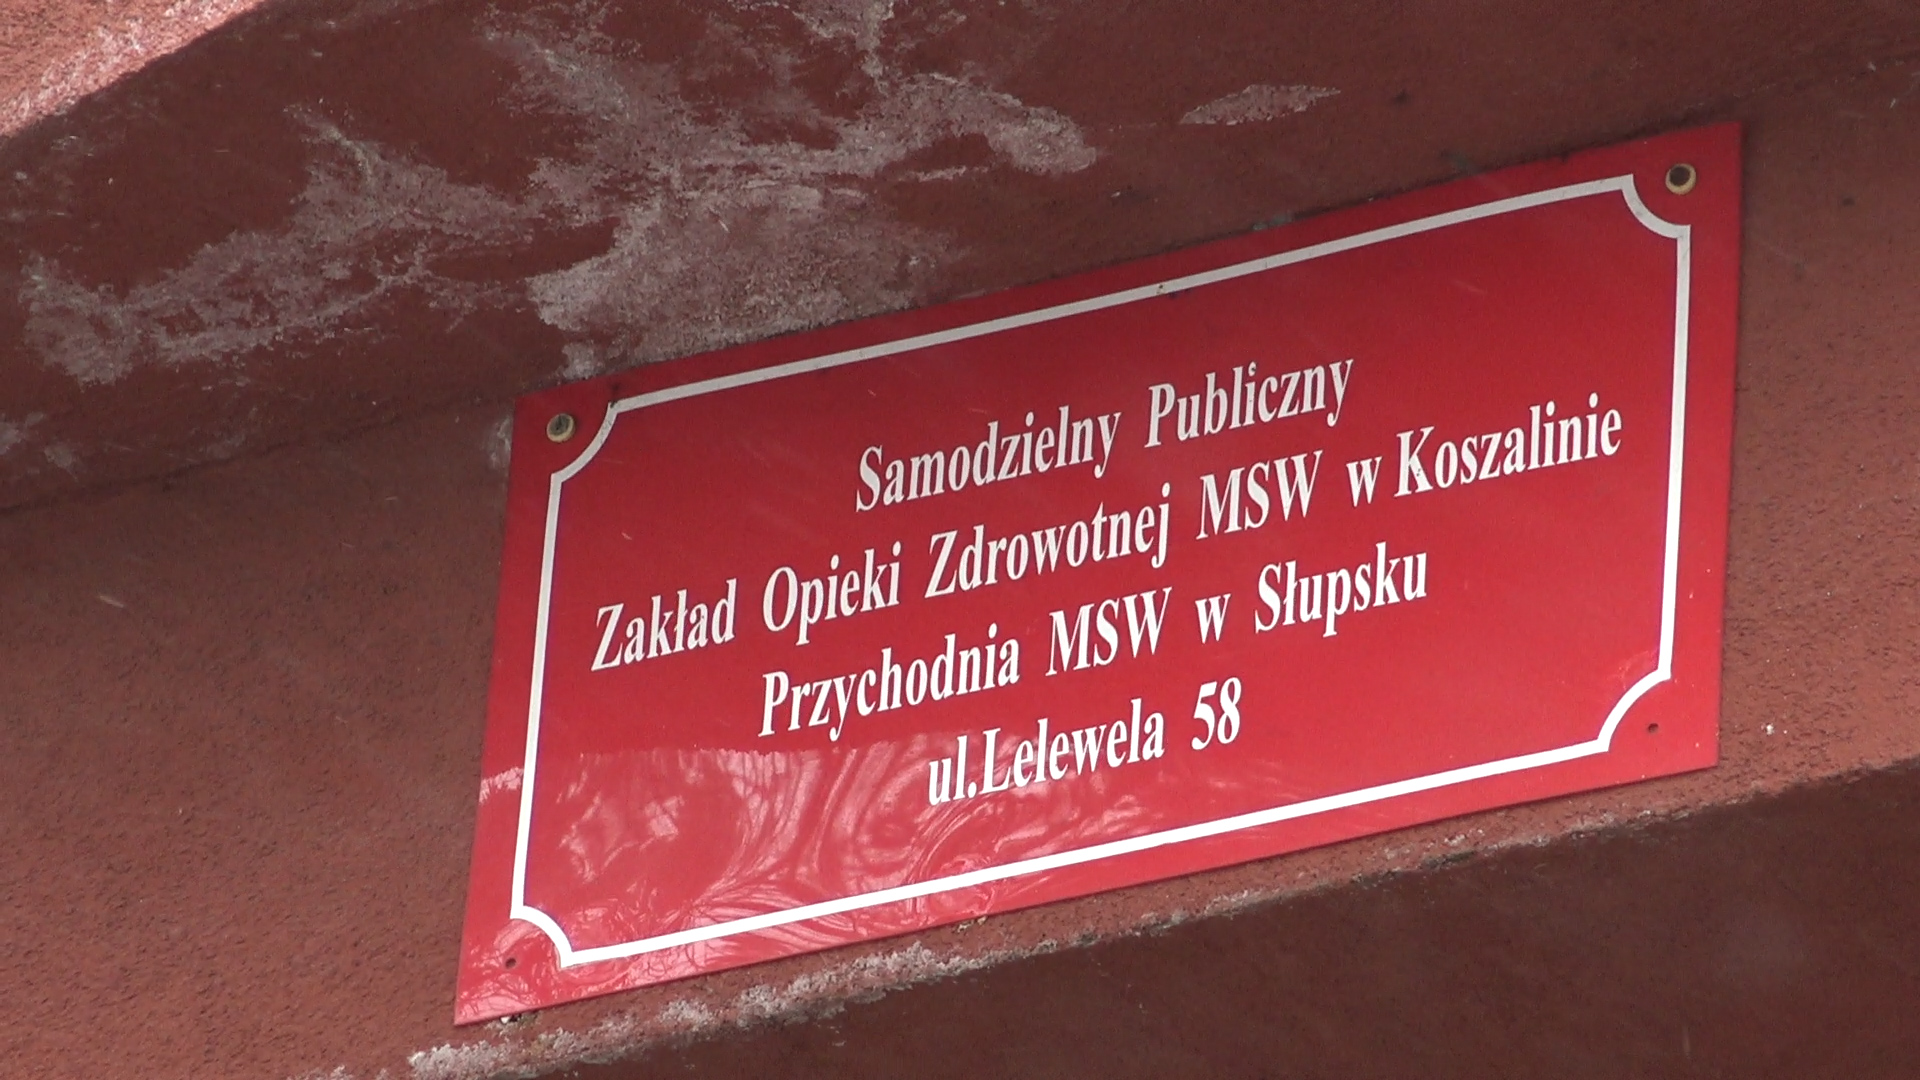 Samodzielny Publiczny
Zakład Opieki Zdrowotnej MSW w Koszalinie
Przychodnia MSW w Słupsku
ul.Lelewela 58